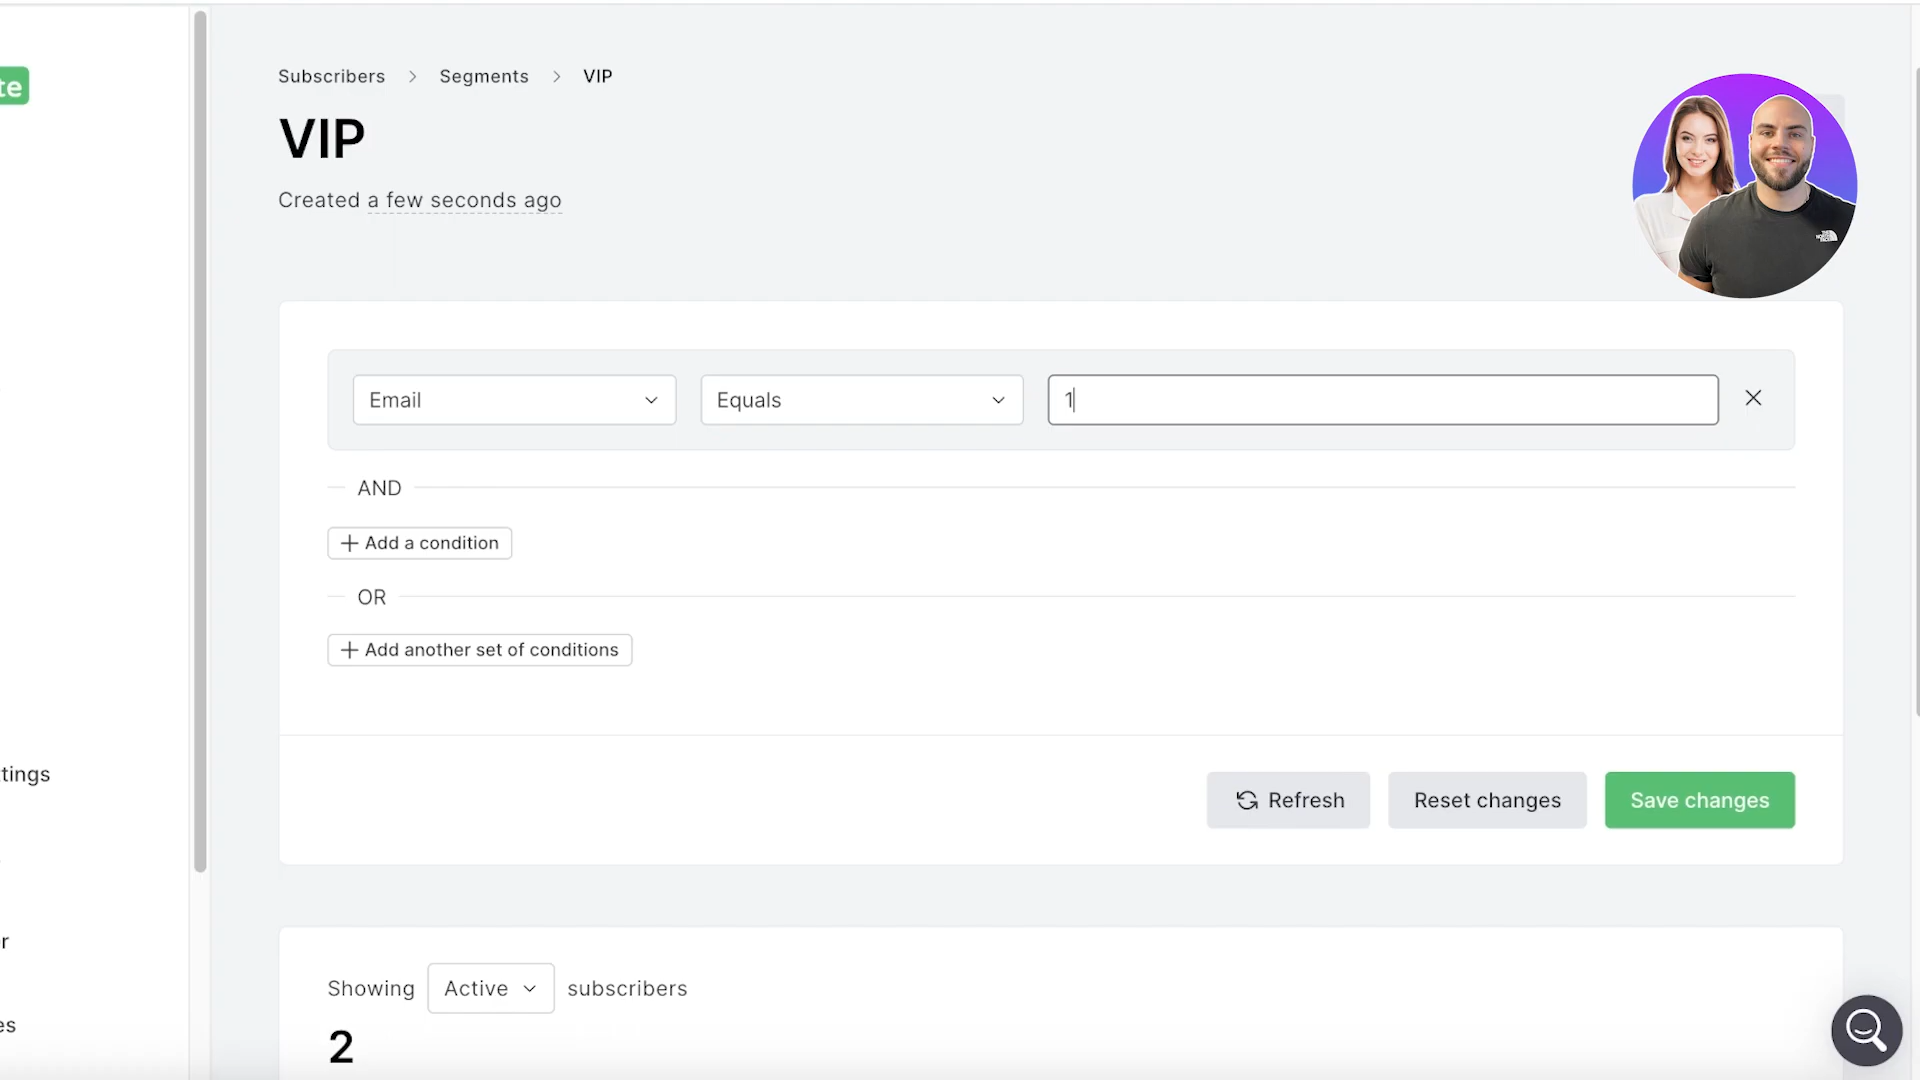 te
Subscribers > Segments > VIP
VIP
Created a few seconds ago
Email
Equals
1
AND
+ Add a condition
OR
+ Add another set of conditions
tings
Refresh
Reset changes
Save changes
r
Showing Active subscribers
es
2